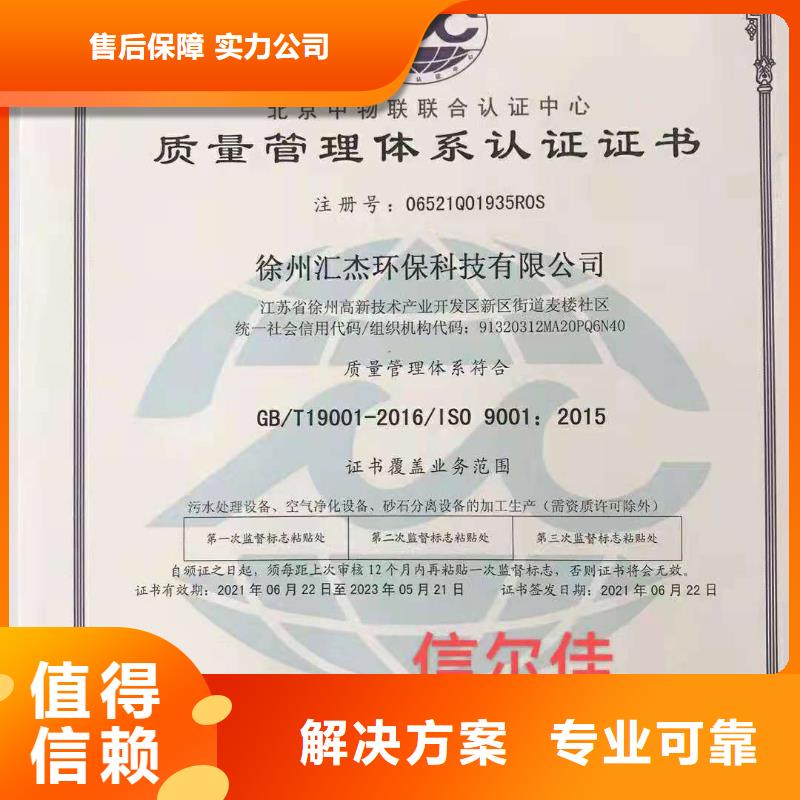 售后保障 实力公司
北京中物联联合认证中心
质量管理体系认证证书
注册号：06521Q01935R0S
徐州汇杰环保科技有限公司
江苏省徐州高新技术产业开发区新区街道麦楼社区
统一社会信用代码/组织机构代码：91320312MA20PQ6N40
质量管理体系符合
GB/T19001-2016/ISO 9001：2015
证书覆盖业务范围
污水处理设备、空气净化设备、砂石分离设备的加工生产（需资质许可除外）
第一次监督标志粘贴处 第二次监督标志粘贴处 第三次监督标志粘贴处
自颁证之日起，须每距上次审核12个月内再粘贴一次监督标志，否则证书将会无效。
证书有效期：2021年06月22日至2023年05月21日 证书签发日期：2021年06月22日
信尔佳
值得
信赖
解决方案 专业可靠